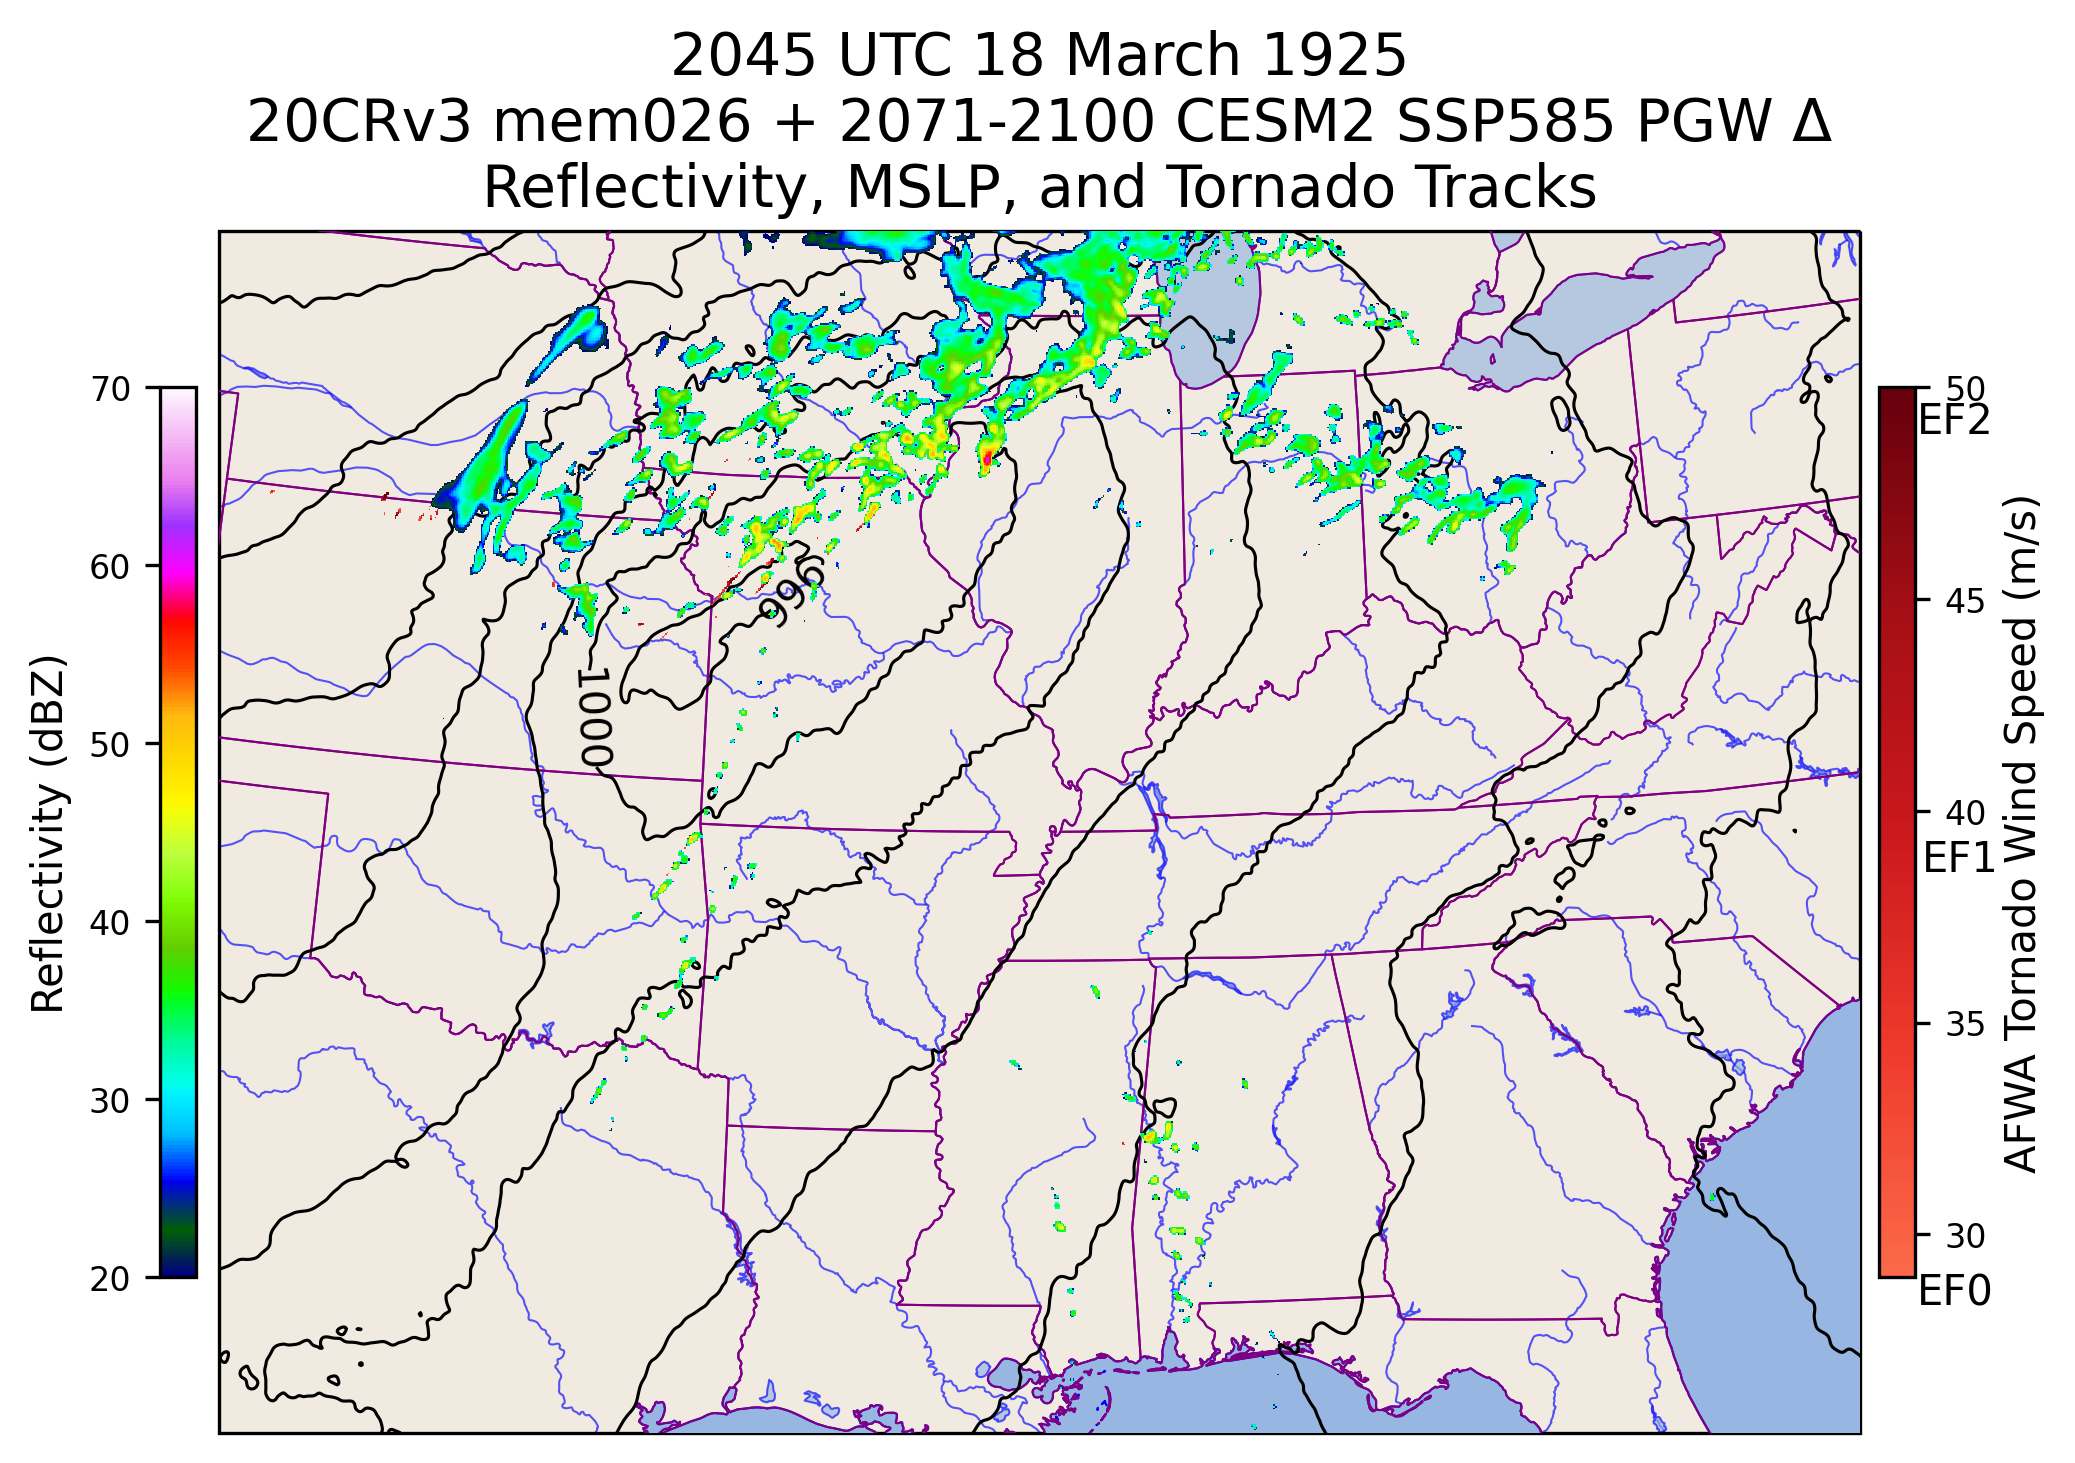 2045 UTC 18 March 1925
20CRv3 mem026 + 2071-2100 CESM2 SSP585 PGW Δ
Reflectivity, MSLP, and Tornado Tracks
Reflectivity (dBZ)
70
60
50
40
30
20
996
1000
50
EF2
45
40
EF1
35
30
EF0
AFWA Tornado Wind Speed (m/s)